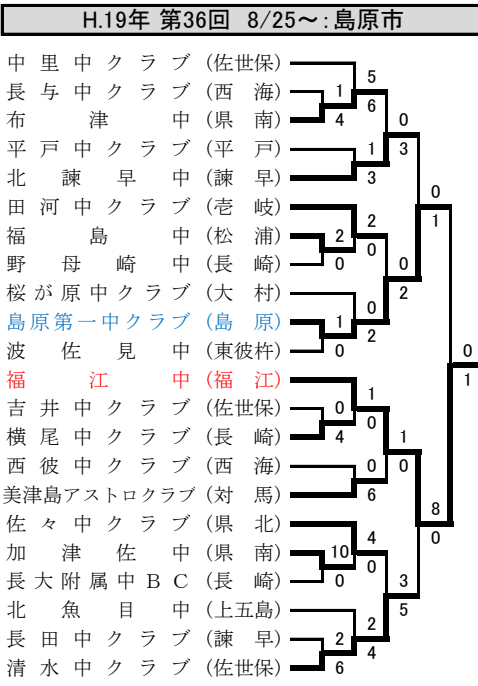 H.19年 第36回 8/25～：島原市
中里中クラブ（佐世保）
5
長与中クラブ（西海）
1
6
布津中（県南）
4
0
平戸中クラブ（平戸）
1
3
北諫早中（諫早）
3
0
田河中クラブ（壱岐）
2
1
福島中（松浦）
2
0
野母崎中（長崎）
0
0
桜が原中クラブ（大村）
0
2
島原第一中クラブ（島原）
1
2
波佐見中（東彼杵）
0
0
福江中（福江）
1
1
吉井中クラブ（佐世保）
0
0
横尾中クラブ（長崎）
4
1
西彼中クラブ（西海）
0
0
美津島アストロクラブ（対馬）
6
8
佐々中クラブ（県北）
4
0
加津佐中（県南）
10
0
長大附属中ＢＣ（長崎）
0
3
北魚目中（上五島）
2
5
長田中クラブ（諫早）
2
4
清水中クラブ（佐世保）
6